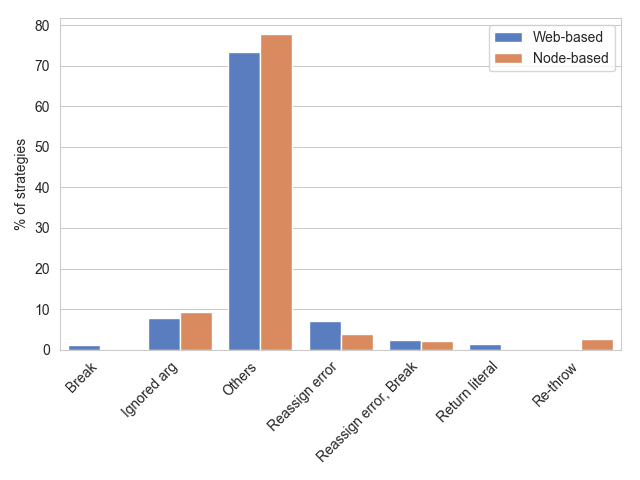 % of strategies
80
70
60
50
40
30
20
10
0
Web-based
Node-based
Break
Ignored arg
Others
Reassign error
Reassign error, Break
Return literal
Re-throw